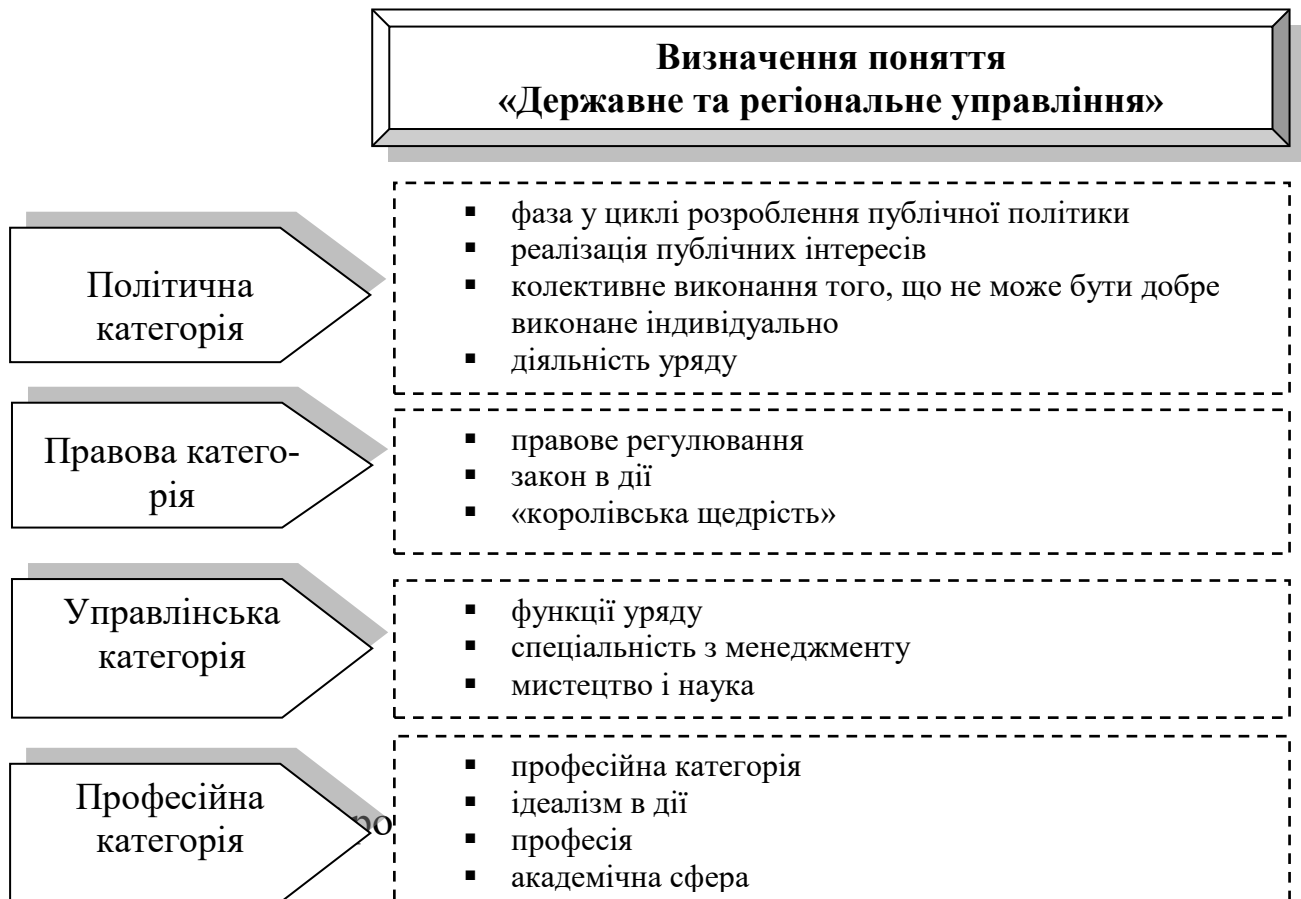 Визначення поняття
«Державне та регіональне управління»
Політична
категорія
▪ фаза у циклі розроблення публічної політики
▪ реалізація публічних інтересів
▪ колективне виконання того, що не може бути добре
виконане індивідуально
▪ діяльність уряду
Правова катего-
рія
▪ правове регулювання
▪ закон в дії
▪ «королівська щедрість»
Управлінська
категорія
▪ функції уряду
▪ спеціальність з менеджменту
▪ мистецтво і наука
Професійна
категорія
▪ професійна категорія
▪ ідеалізм в дії
▪ професія
▪ академічна сфера